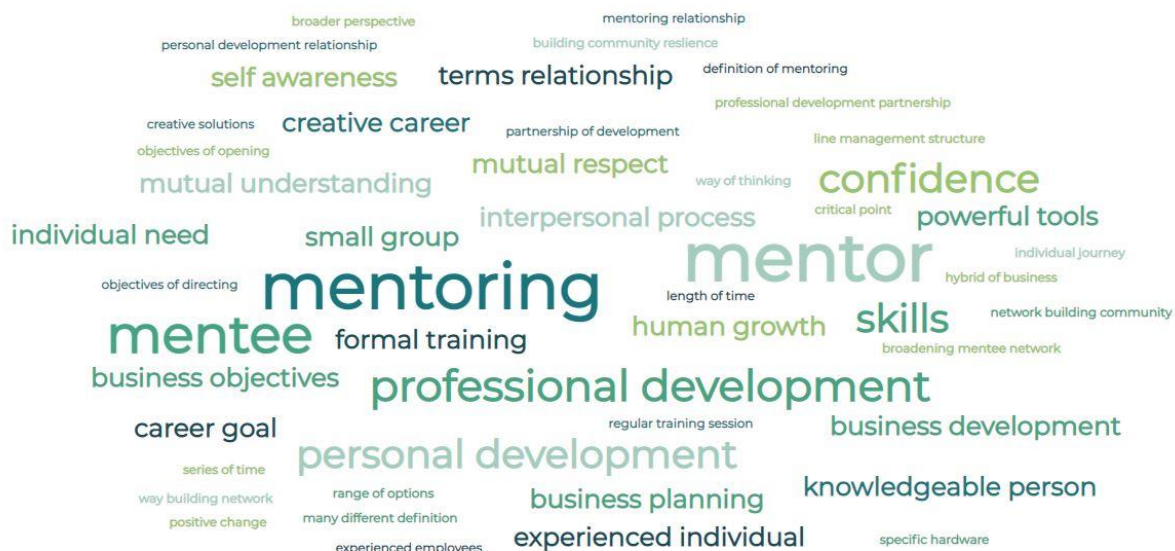 broader perspective
mentoring relationship
personal development relationship
building community reslience
self awareness
terms relationship
definition of mentoring
professional development partnership
creative solutions
creative career
partnership of development
line management structure
objectives of opening
mutual respect
mutual understanding
way of thinking
confidence
interpersonal process
critical point
powerful tools
individual need
small group
mentor
individual journey
mentoring
hybrid of business
objectives of directing
length of time
skills
network building community
mentee
formal training
human growth
broadening mentee network
business objectives
professional development
career goal
regular training session
business development
personal development
series of time
knowledgeable person
way building network
range of options
business planning
positive change
many different definition
experienced individual
specific hardware
experienced employees